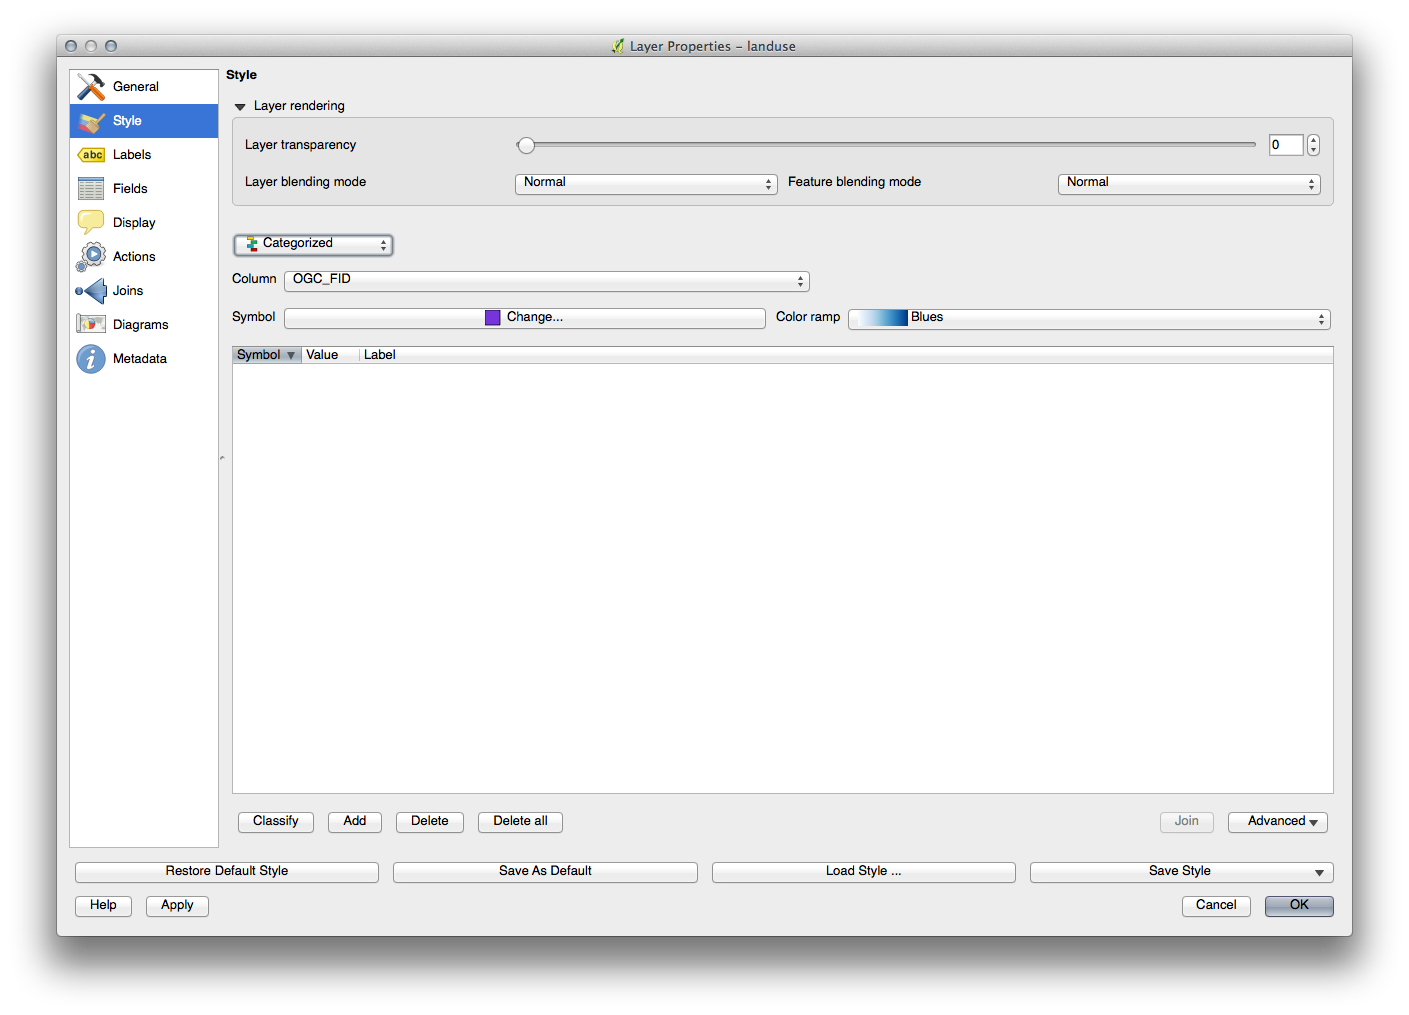 Layer Properties - landuse
General
Style
Labels
abc
Fields
Display
Actions
Joins
Diagrams
Metadata
Style
Layer rendering
Layer transparency 0
Layer blending mode Normal Feature blending mode Normal
Categorized
Column OGC_FID
Symbol Change... Color ramp Blues
Symbol Value Label
Classify Add Delete Delete all Join Advanced
Restore Default Style Save As Default Load Style ... Save Style
Help Apply Cancel OK